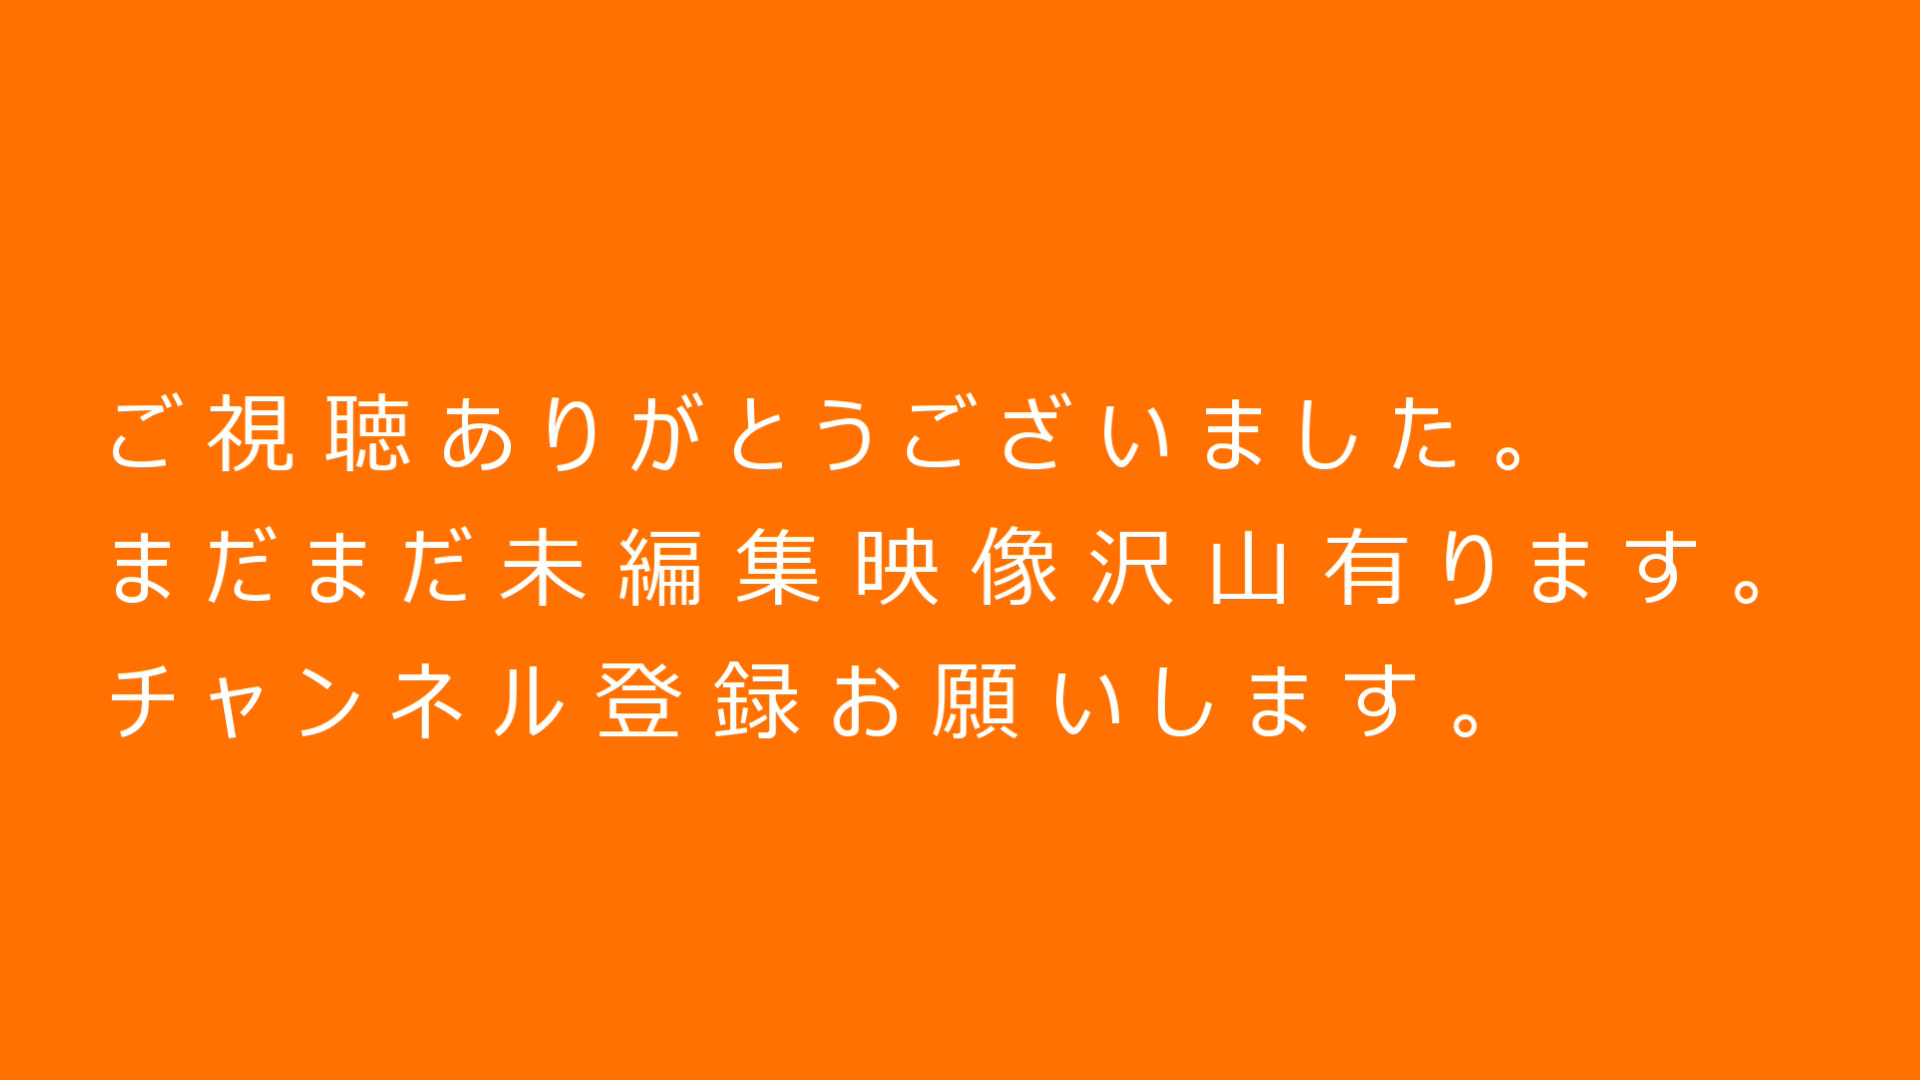 ご視聴ありがとうございました。
まだまだ未編集映像沢山有ります。
チャンネル登録お願いします。